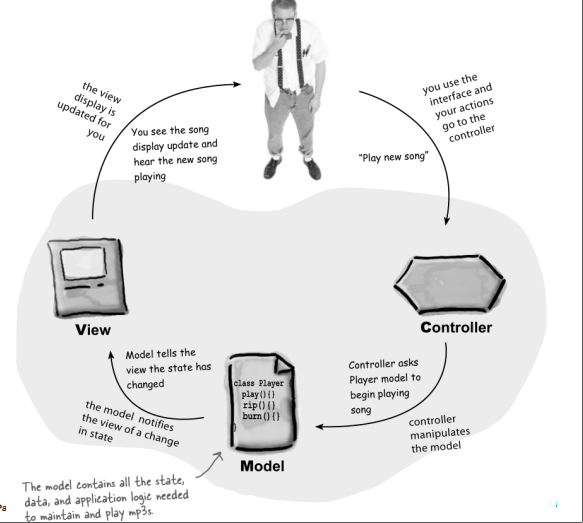 the view
display is
updated for
you
You see the song
display update and
hear the new song
playing
you use the
interface and
your actions
go to the
controller
"Play new song"
View
Controller
Model tells the
view the state has
changed
the model notifies
the view of a change
in state
class Player {
play(){}
rip(){}
burn(){}
}
Model
Controller asks
Player model to
begin playing
song
controller
manipulates
the model
The model contains all the state,
data, and application logic needed
to maintain and play mp3s.
Pa